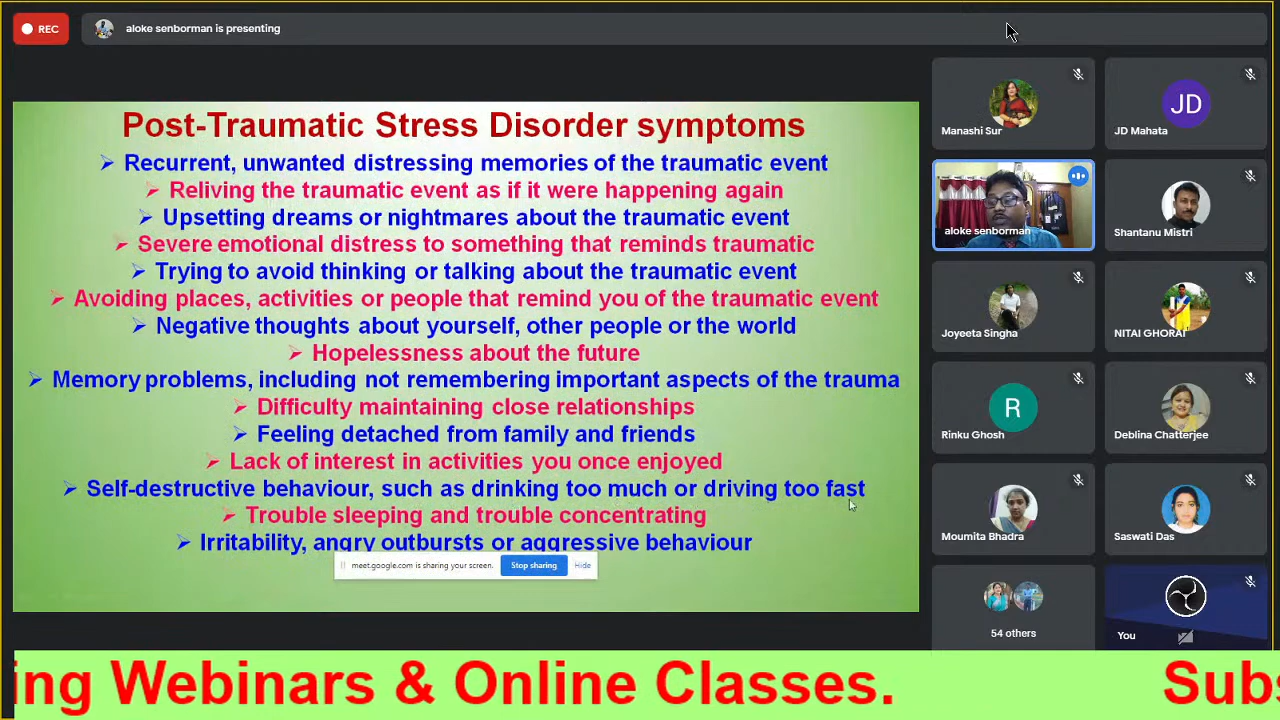 REC
aloke senborman is presenting
Post-Traumatic Stress Disorder symptoms
➢ Recurrent, unwanted distressing memories of the traumatic event
➢ Reliving the traumatic event as if it were happening again
➢ Upsetting dreams or nightmares about the traumatic event
➢ Severe emotional distress to something that reminds traumatic
➢ Trying to avoid thinking or talking about the traumatic event
➢ Avoiding places, activities or people that remind you of the traumatic event
➢ Negative thoughts about yourself, other people or the world
➢ Hopelessness about the future
➢ Memory problems, including not remembering important aspects of the trauma
➢ Difficulty maintaining close relationships
➢ Feeling detached from family and friends
➢ Lack of interest in activities you once enjoyed
➢ Self-destructive behaviour, such as drinking too much or driving too fast
➢ Trouble sleeping and trouble concentrating
➢ Irritability, angry outbursts or aggressive behaviour
meet.google.com is sharing your screen. Stop sharing Hide
Manashi Sur
JD
JD Mahata
aloke senborman
Shantanu Mistri
Joyeeta Singha
NITAI GHORAI
R
Rinku Ghosh
Deblina Chatterjee
Moumita Bhadra
Saswati Das
54 others
You
ing Webinars & Online Classes. Subs